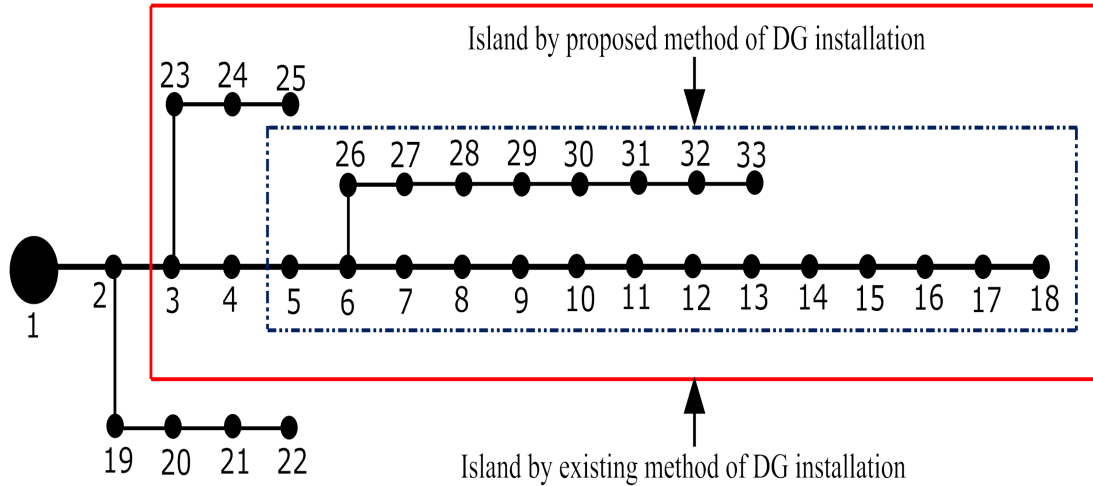 Island by proposed method of DG installation
23 24 25
26 27 28 29 30 31 32 33
1 2 3 4 5 6 7 8 9 10 11 12 13 14 15 16 17 18
19 20 21 22
Island by existing method of DG installation